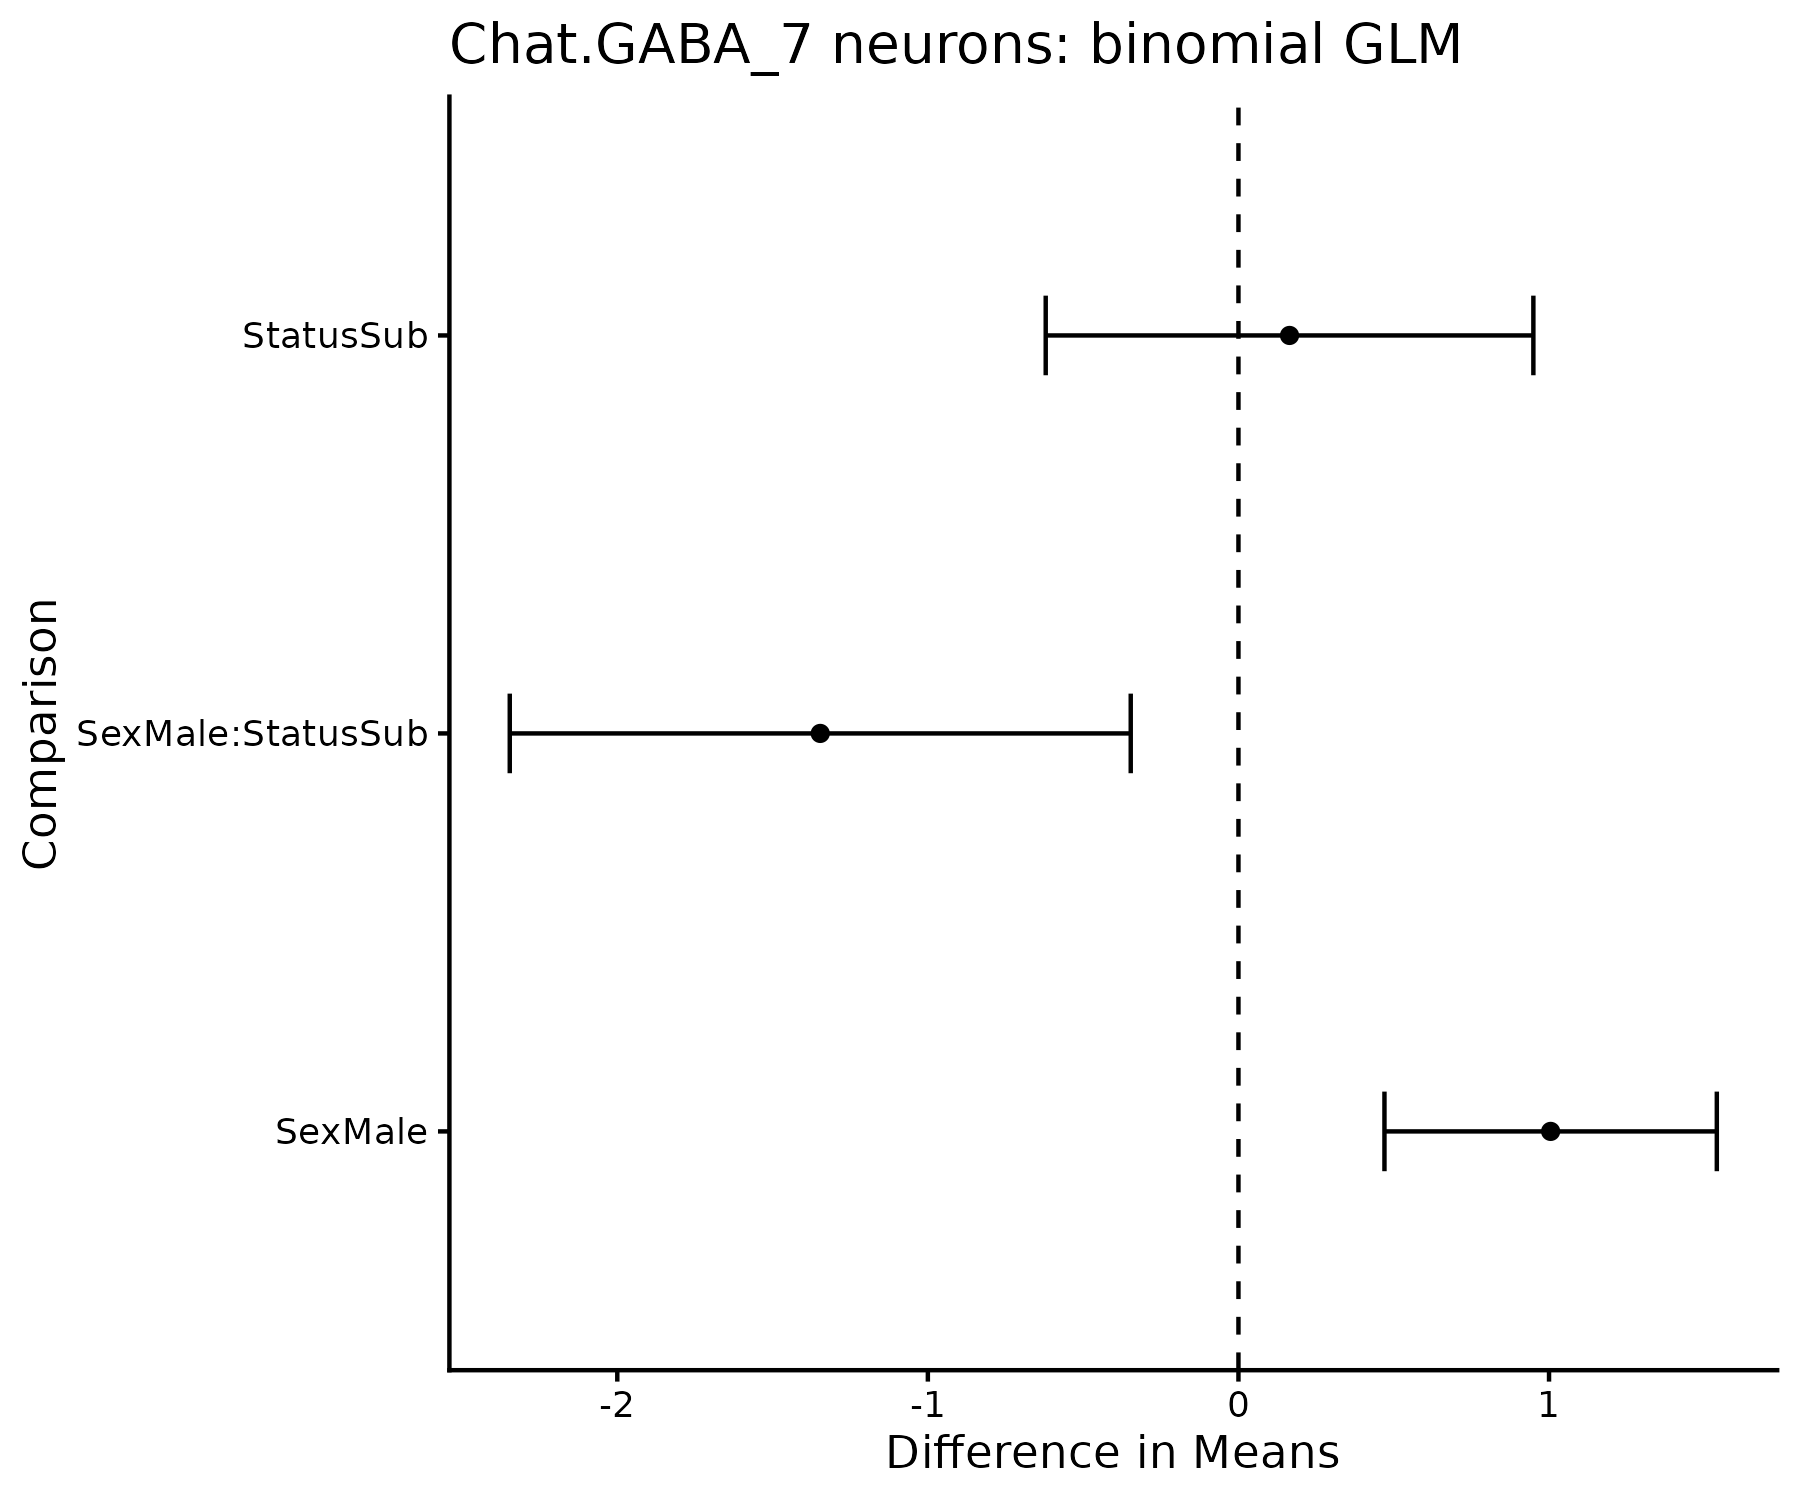 Chat.GABA_7 neurons: binomial GLM
Comparison
StatusSub
SexMale:StatusSub
SexMale
-2 -1 0 1
Difference in Means